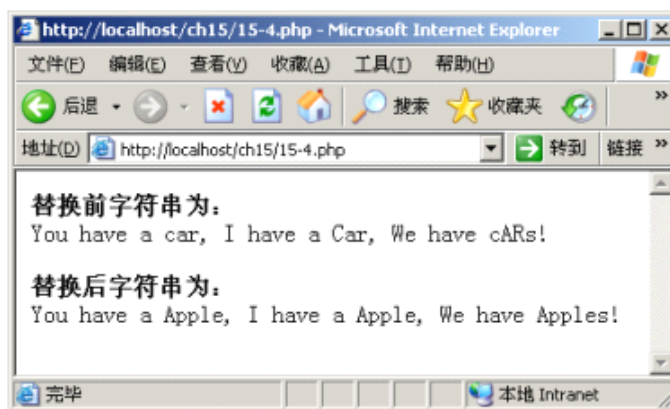 http://localhost/ch15/15-4.php - Microsoft Internet Explorer
文件(F) 编辑(E) 查看(V) 收藏(A) 工具(T) 帮助(H)
后退 搜索 收藏夹 »
地址(D) http://localhost/ch15/15-4.php 转到 链接 »
替换前字符串为:
You have a car, I have a Car, We have cARs!
替换后字符串为:
You have a Apple, I have a Apple, We have Apples!
完毕 本地 Intranet